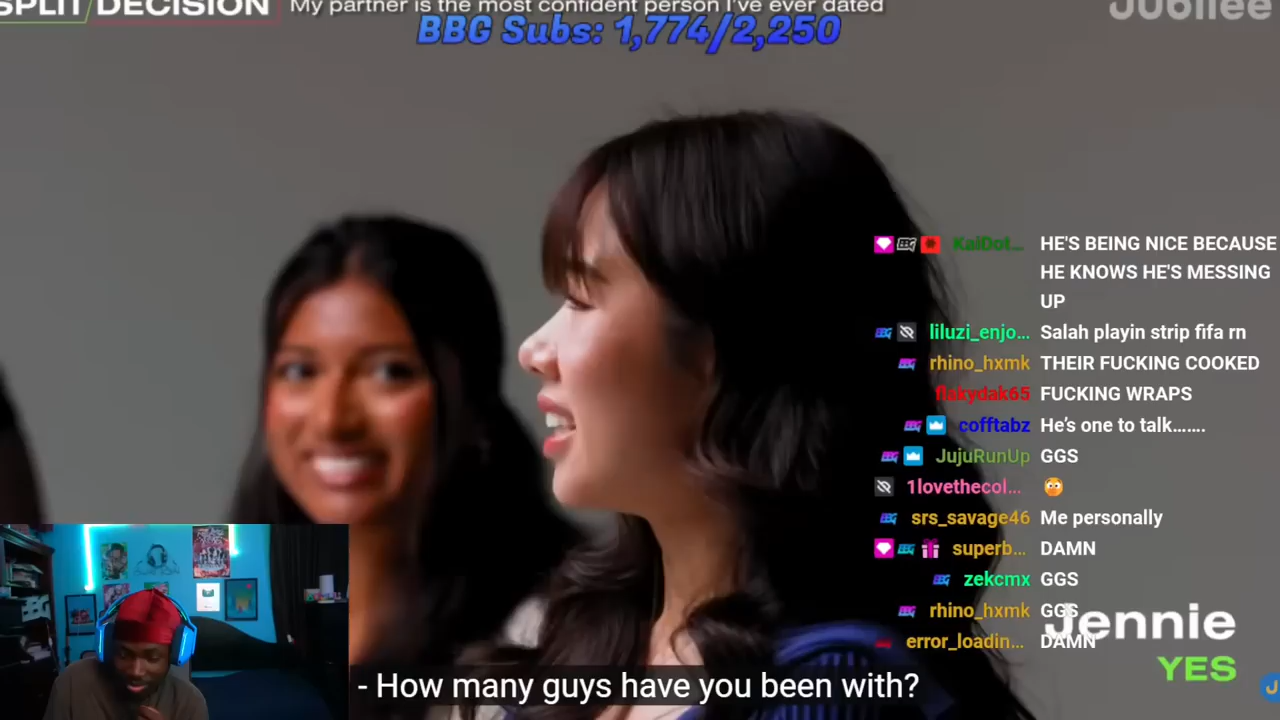 SPLIT/DECISION My partner is the most confident person I've ever dated
Jubilee
BBG Subs: 1,774/2,250
KaiDot... HE'S BEING NICE BECAUSE
HE KNOWS HE'S MESSING
UP
liluzi_enjo... Salah playin strip fifa rn
rhino_hxmk THEIR FUCKING COOKED
flakydak65 FUCKING WRAPS
cofftabz He's one to talk.......
JujuRunUp GGS
1lovethecol...
srs_savage46 Me personally
superb... DAMN
zekcmx GGS
rhino_hxmk GGS
error_loadin... DAMN
Jennie
YES
- How many guys have you been with?